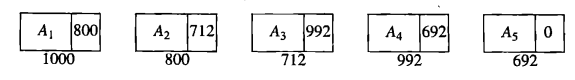 A₁ 800 A₂ 712 A₃ 992 A₄ 692 A₅ 0
1000 800 712 992 692